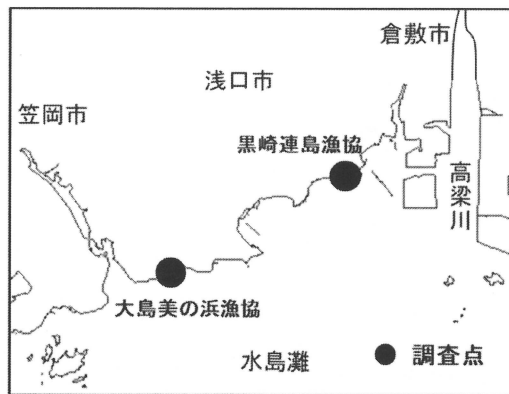 倉敷市
浅口市
笠岡市
黒崎連島漁協
高梁川
大島美の浜漁協
水島灘
調査点